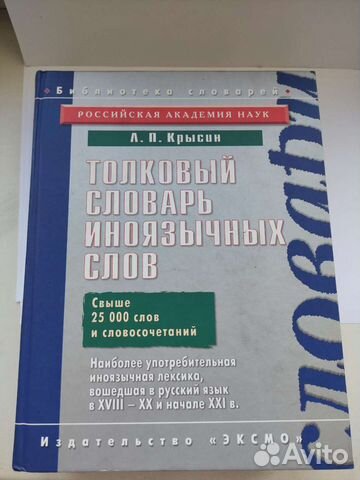 Библиотека словарей
РОССИЙСКАЯ АКАДЕМИЯ НАУК
Л. П. Крысин
ТОЛКОВЫЙ
СЛОВАРЬ
ИНОЯЗЫЧНЫХ
СЛОВ
Свыше
25 000 слов
и словосочетаний
Наиболее употребительная
иноязычная лексика,
вошедшая в русский язык
в XVIII – XX и начале XXI в.
Издательство «ЭКСМО»
словари
Avito